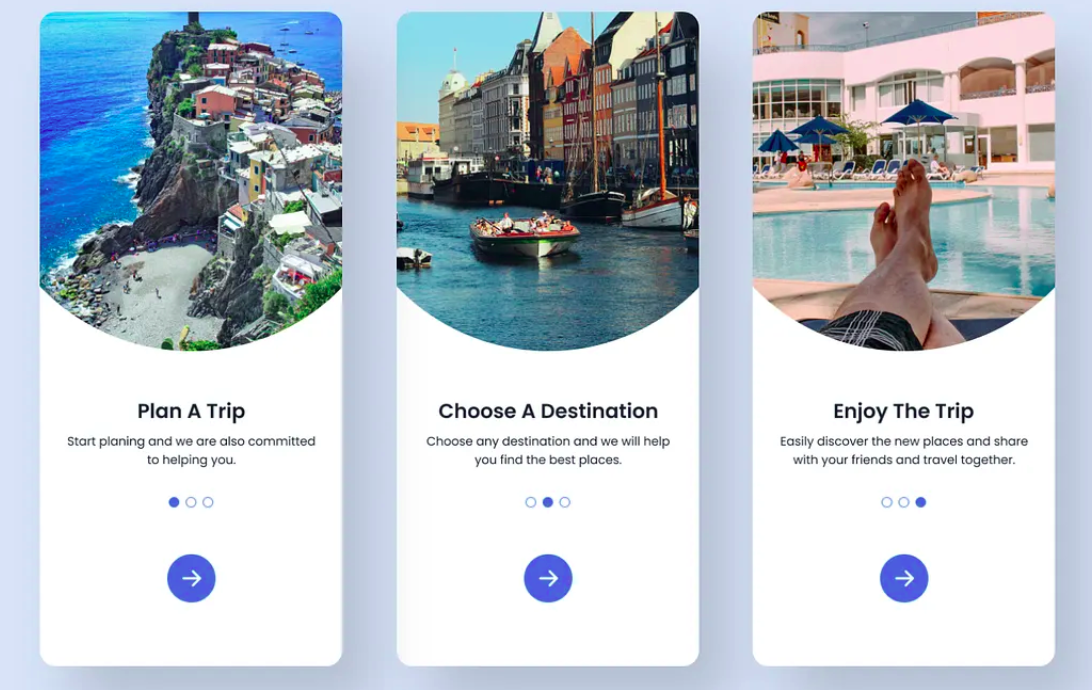 Plan A Trip
Start planing and we are also committed
to helping you.
Choose A Destination
Choose any destination and we will help
you find the best places.
Enjoy The Trip
Easily discover the new places and share
with your friends and travel together.